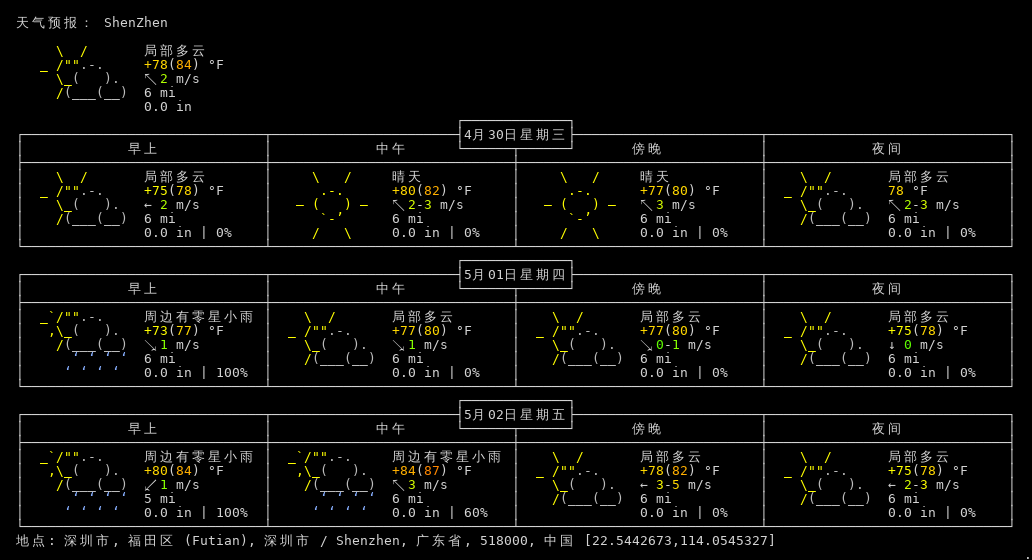 天气预报： ShenZhen
局部多云
+78(84) °F
↖2 m/s
6 mi
0.0 in
4月30日星期三
早上 中午 傍晚 夜间
局部多云 晴天 晴天 局部多云
+75(78) °F +80(82) °F +77(80) °F 78 °F
← 2 m/s ↖2-3 m/s ↖3 m/s ↖2-3 m/s
6 mi 6 mi 6 mi 6 mi
0.0 in | 0% 0.0 in | 0% 0.0 in | 0% 0.0 in | 0%
5月01日星期四
早上 中午 傍晚 夜间
周边有零星小雨 局部多云 局部多云 局部多云
+73(77) °F +77(80) °F +77(80) °F +75(78) °F
↘1 m/s ↘1 m/s ↘0-1 m/s ↓ 0 m/s
6 mi 6 mi 6 mi 6 mi
0.0 in | 100% 0.0 in | 0% 0.0 in | 0% 0.0 in | 0%
5月02日星期五
早上 中午 傍晚 夜间
周边有零星小雨 周边有零星小雨 局部多云 局部多云
+80(84) °F +84(87) °F +78(82) °F +75(78) °F
↙1 m/s ↖3 m/s ← 3-5 m/s ← 2-3 m/s
5 mi 6 mi 6 mi 6 mi
0.0 in | 100% 0.0 in | 60% 0.0 in | 0% 0.0 in | 0%
地点: 深圳市, 福田区 (Futian), 深圳市 / Shenzhen, 广东省, 518000, 中国 [22.5442673,114.0545327]